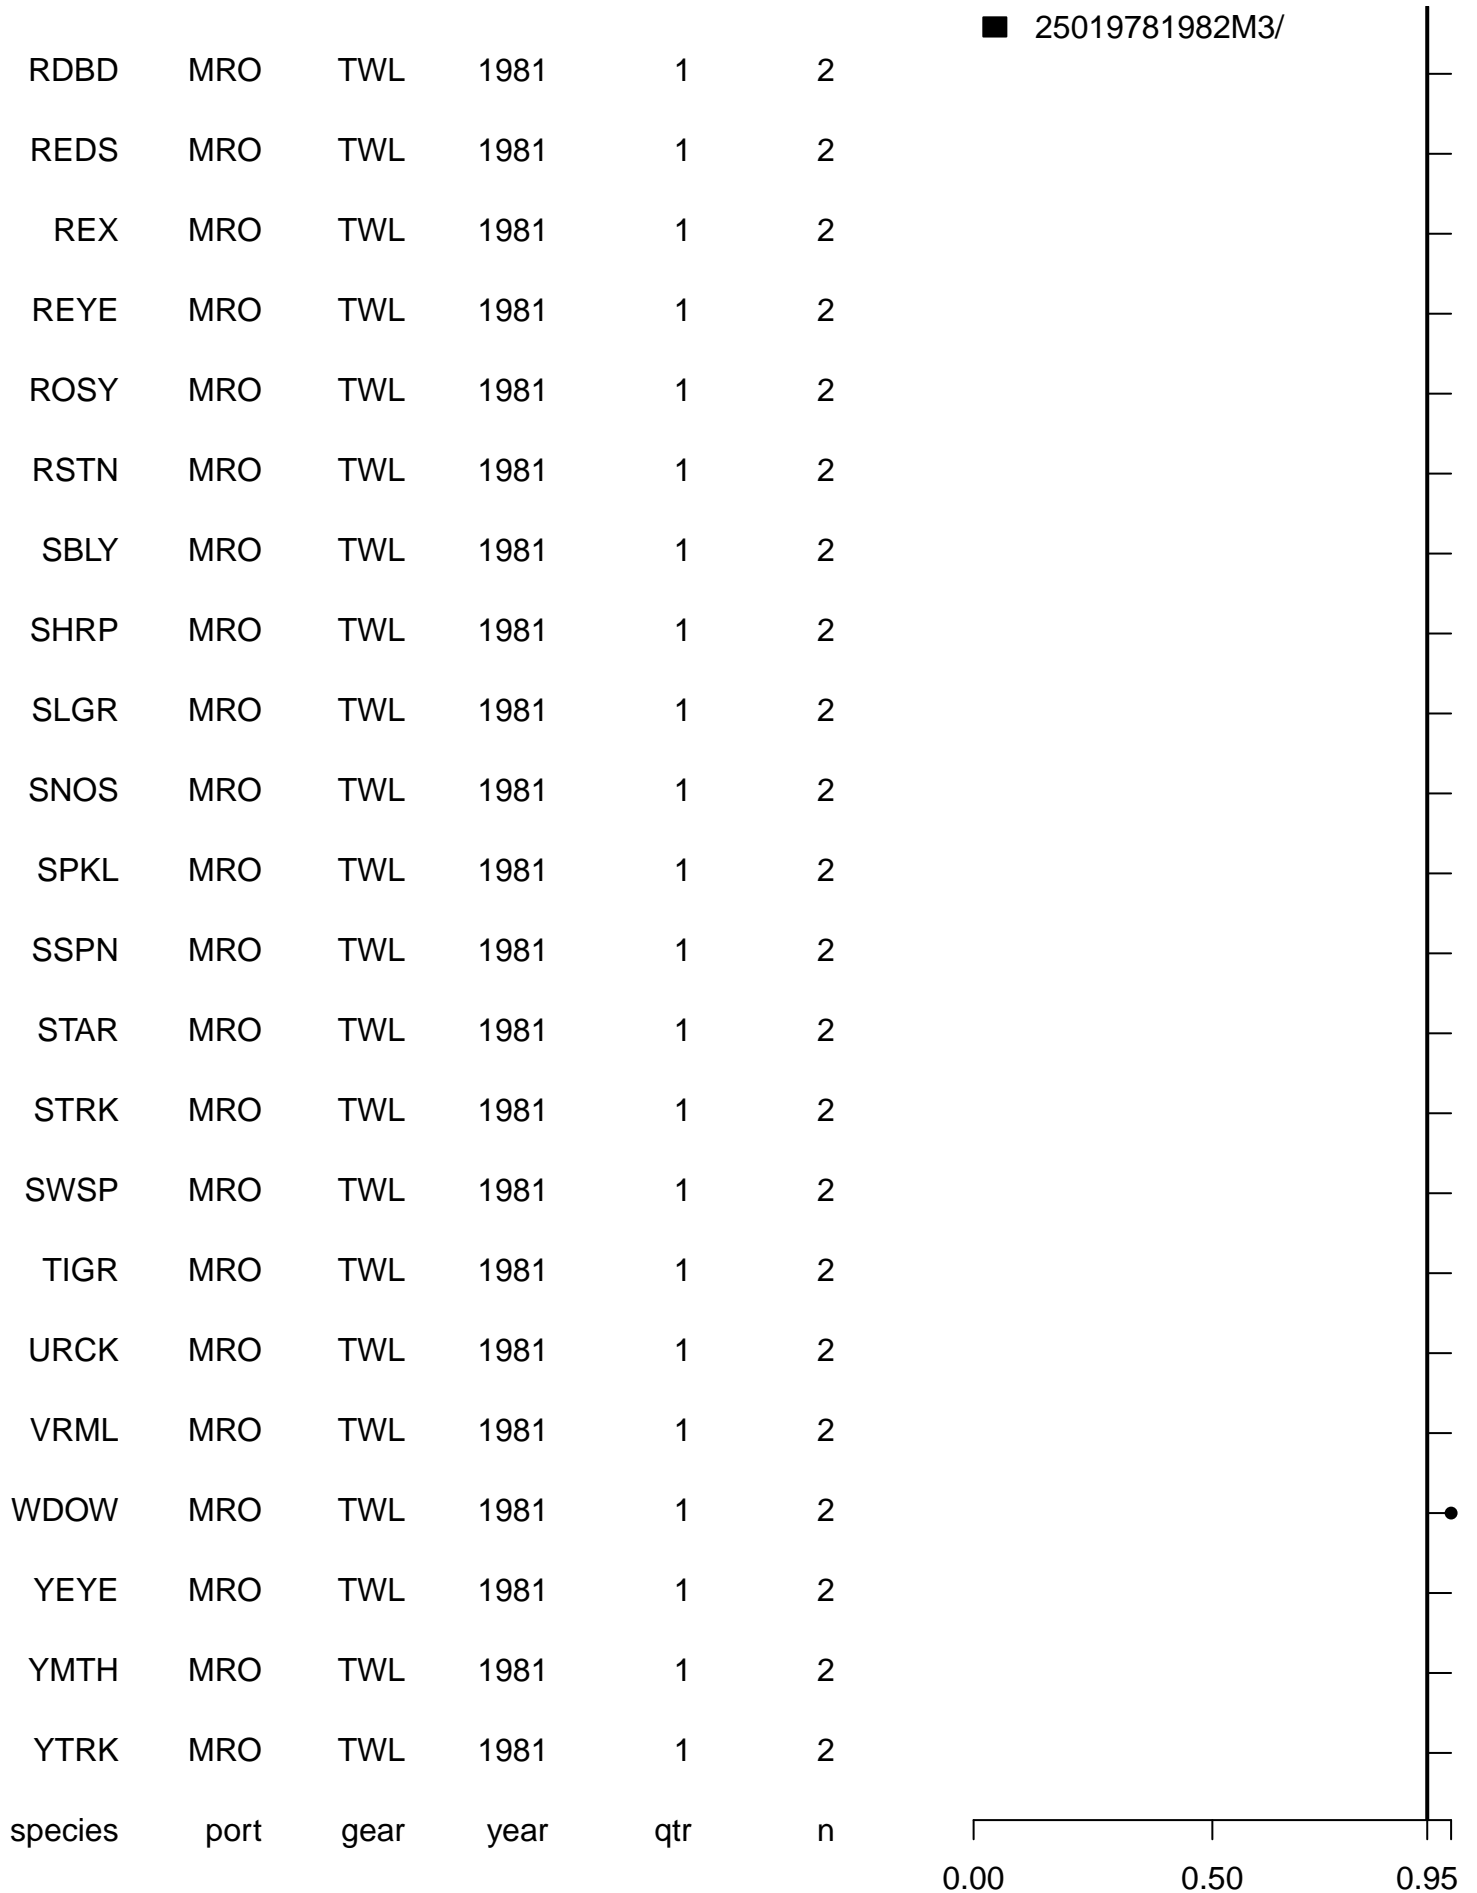 25019781982M3/
RDBD MRO TWL 1981 1 2
REDS MRO TWL 1981 1 2
REX MRO TWL 1981 1 2
REYE MRO TWL 1981 1 2
ROSY MRO TWL 1981 1 2
RSTN MRO TWL 1981 1 2
SBLY MRO TWL 1981 1 2
SHRP MRO TWL 1981 1 2
SLGR MRO TWL 1981 1 2
SNOS MRO TWL 1981 1 2
SPKL MRO TWL 1981 1 2
SSPN MRO TWL 1981 1 2
STAR MRO TWL 1981 1 2
STRK MRO TWL 1981 1 2
SWSP MRO TWL 1981 1 2
TIGR MRO TWL 1981 1 2
URCK MRO TWL 1981 1 2
VRML MRO TWL 1981 1 2
WDOW MRO TWL 1981 1 2
YEYE MRO TWL 1981 1 2
YMTH MRO TWL 1981 1 2
YTRK MRO TWL 1981 1 2
species port gear year qtr n
0.00 0.50 0.95